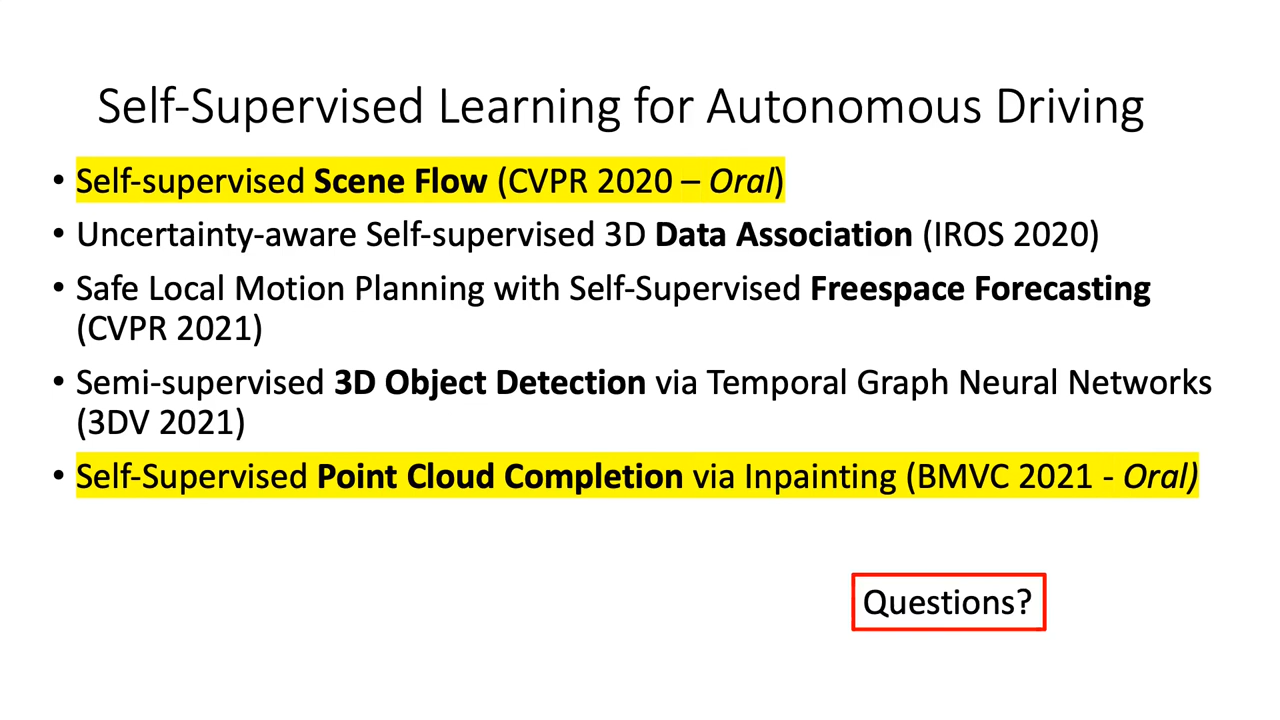 Self-Supervised Learning for Autonomous Driving
• Self-supervised Scene Flow (CVPR 2020 – Oral)
• Uncertainty-aware Self-supervised 3D Data Association (IROS 2020)
• Safe Local Motion Planning with Self-Supervised Freespace Forecasting
(CVPR 2021)
• Semi-supervised 3D Object Detection via Temporal Graph Neural Networks
(3DV 2021)
• Self-Supervised Point Cloud Completion via Inpainting (BMVC 2021 - Oral)
Questions?